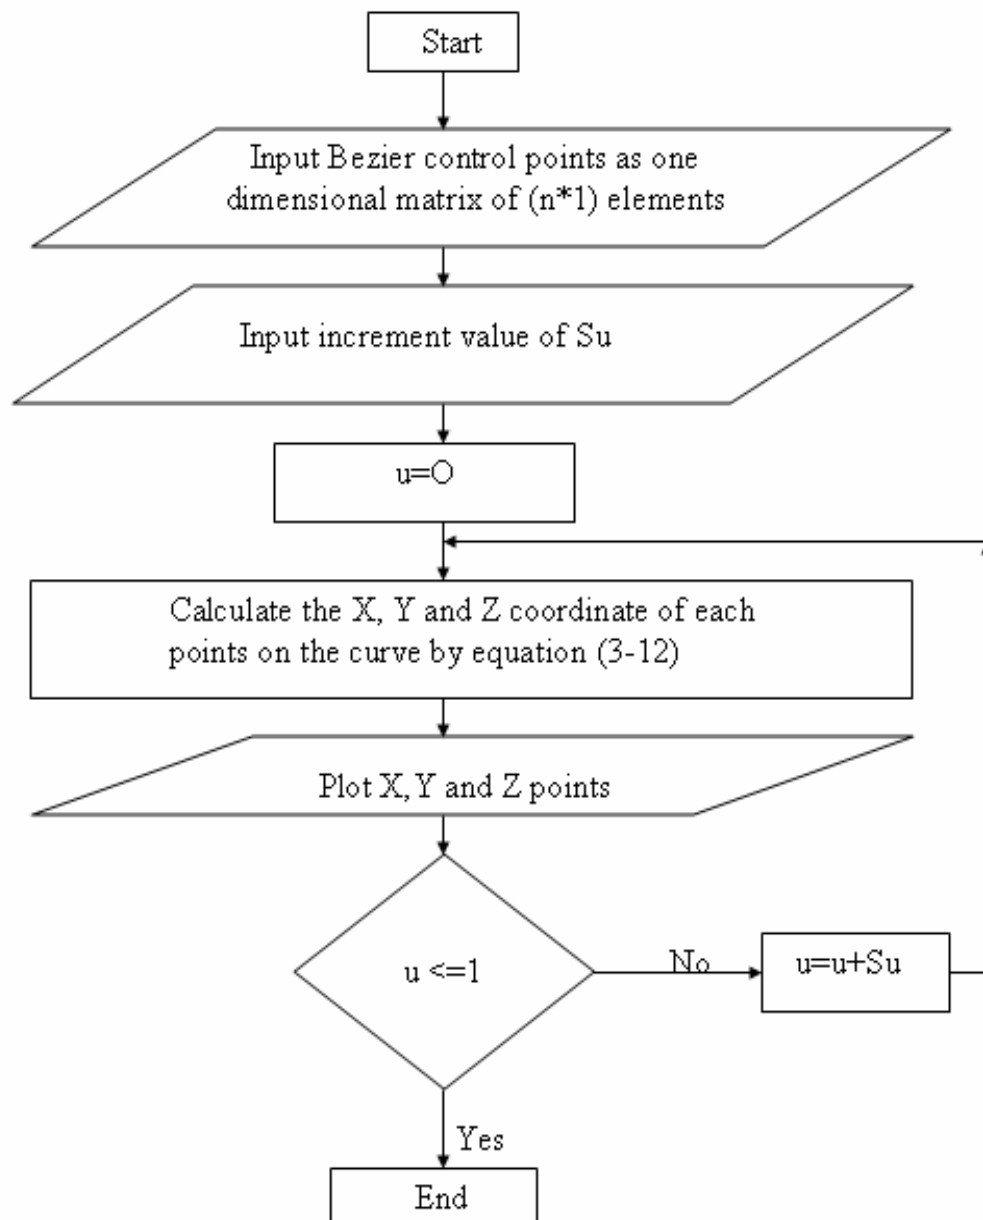 Start
Input Bezier control points as one
dimensional matrix of (n*1) elements
Input increment value of Su
u=O
Calculate the X, Y and Z coordinate of each
points on the curve by equation (3-12)
Plot X, Y and Z points
u <=1
No
u=u+Su
Yes
End